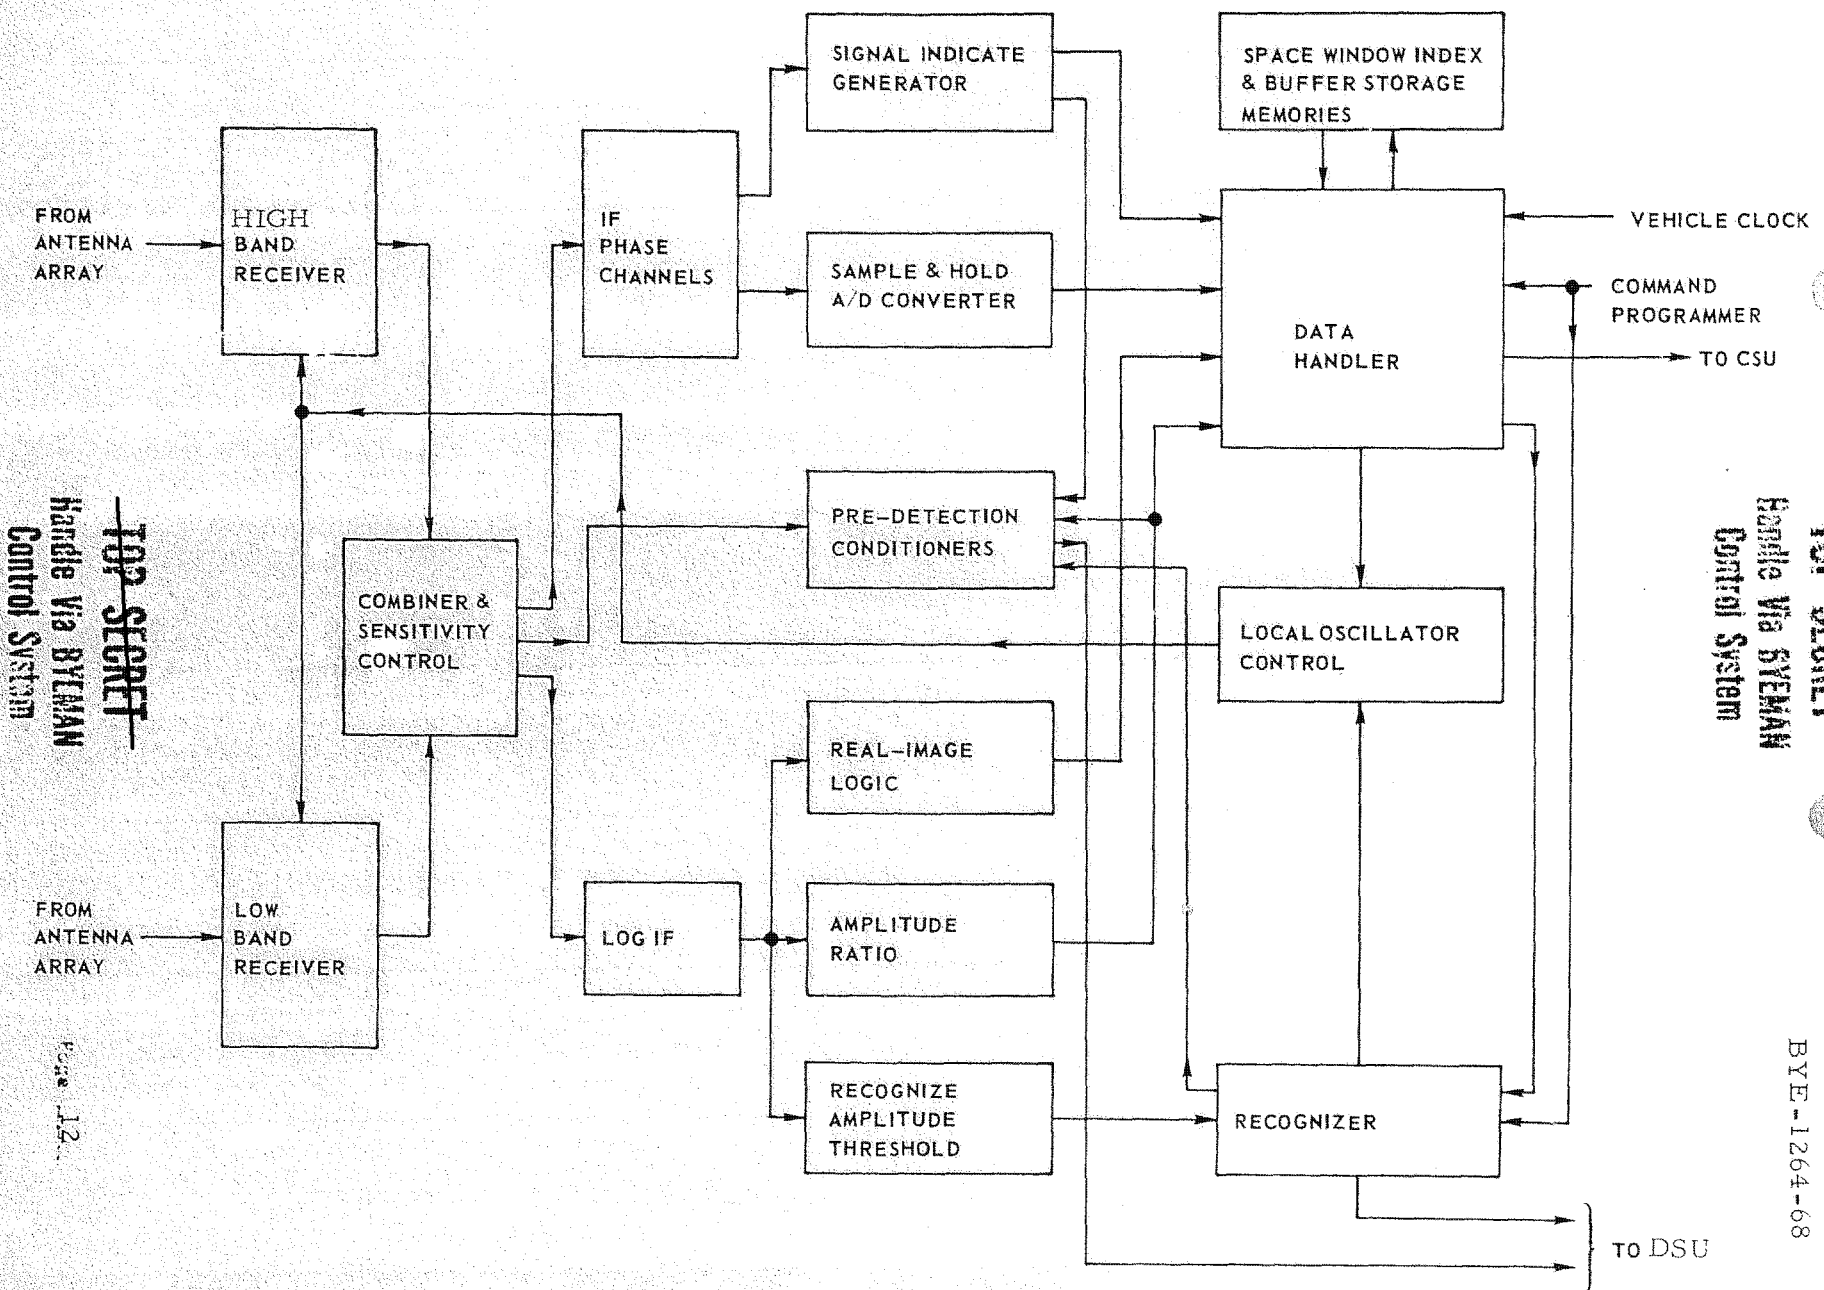 SIGNAL INDICATE
GENERATOR
SPACE WINDOW INDEX
& BUFFER STORAGE
MEMORIES
FROM
ANTENNA
ARRAY
HIGH
BAND
RECEIVER
IF
PHASE
CHANNELS
SAMPLE & HOLD
A/D CONVERTER
DATA
HANDLER
VEHICLE CLOCK
COMMAND
PROGRAMMER
TO CSU
PRE-DETECTION
CONDITIONERS
COMBINER &
SENSITIVITY
CONTROL
LOCAL OSCILLATOR
CONTROL
REAL-IMAGE
LOGIC
FROM
ANTENNA
ARRAY
LOW
BAND
RECEIVER
LOG IF
AMPLITUDE
RATIO
RECOGNIZE
AMPLITUDE
THRESHOLD
RECOGNIZER
TO DSU
TOP SECRET
Handle Via BYEMAN
Control System
Handle Via BYEMAN
Control System
12
BYE-1264-68